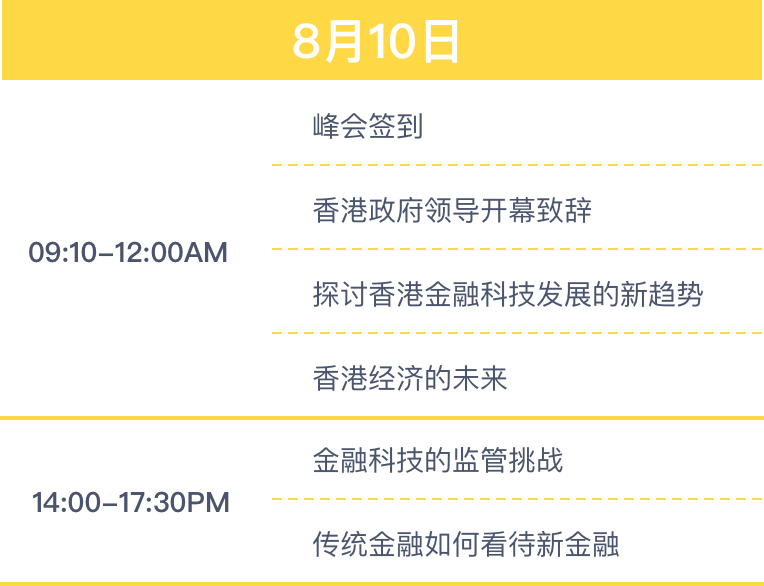 8月10日
09:10–12:00AM
峰会签到
香港政府领导开幕致辞
探讨香港金融科技发展的新趋势
香港经济的未来
14:00–17:30PM
金融科技的监管挑战
传统金融如何看待新金融